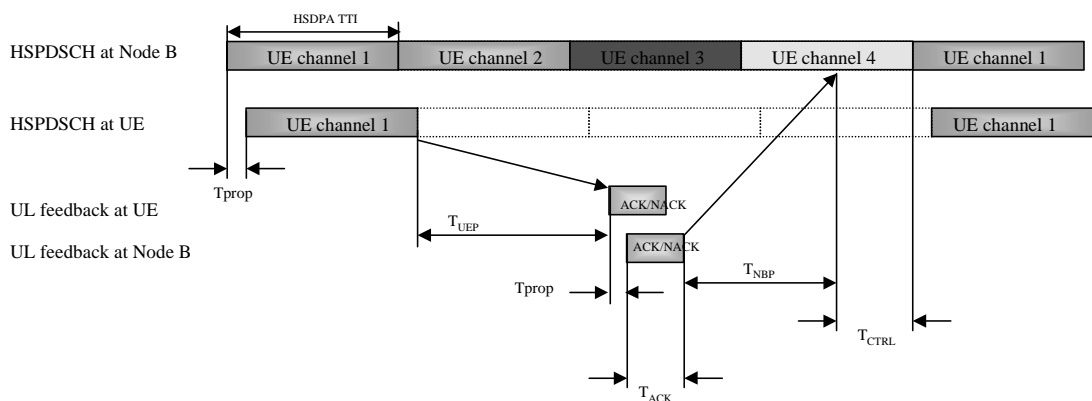 HSDPA TTI
HSPDSCH at Node B
UE channel 1
UE channel 2
UE channel 3
UE channel 4
UE channel 1
HSPDSCH at UE
UE channel 1
UE channel 1
Tprop
UL feedback at UE
ACK/NACK
T_UEP
UL feedback at Node B
ACK/NACK
T_NBP
Tprop
T_CTRL
T_ACK